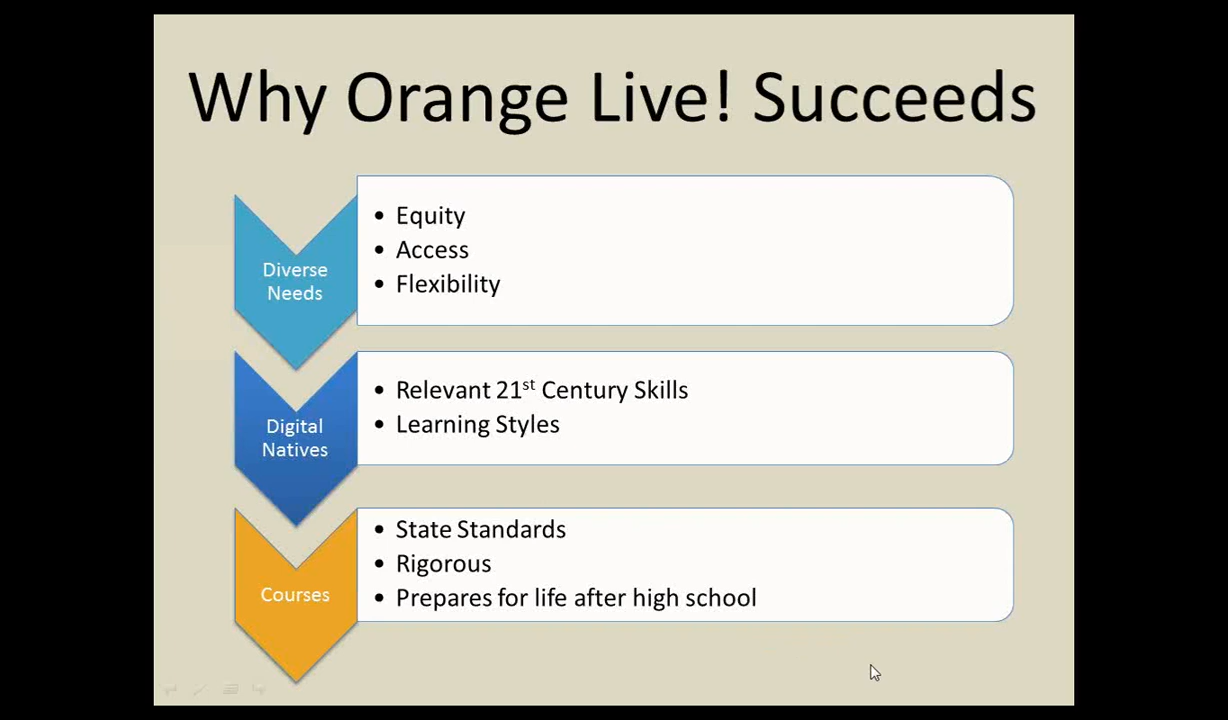 Why Orange Live! Succeeds
Diverse
Needs
• Equity
• Access
• Flexibility
Digital
Natives
• Relevant 21st Century Skills
• Learning Styles
Courses
• State Standards
• Rigorous
• Prepares for life after high school